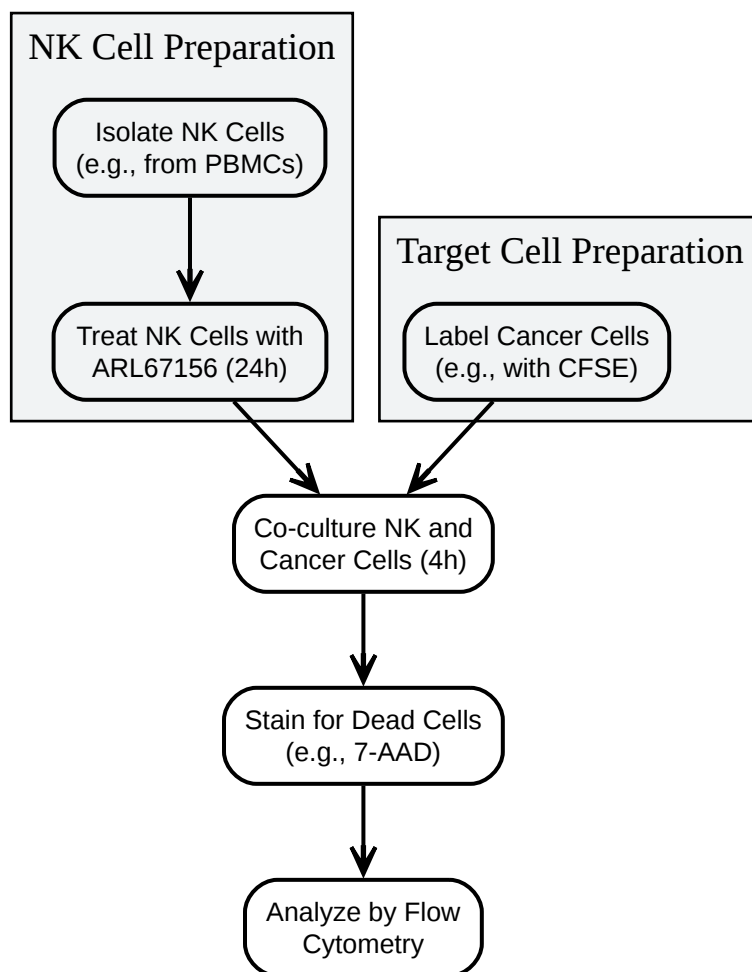 NK Cell Preparation
Isolate NK Cells
(e.g., from PBMCs)
Treat NK Cells with
ARL67156 (24h)
Target Cell Preparation
Label Cancer Cells
(e.g., with CFSE)
Co-culture NK and
Cancer Cells (4h)
Stain for Dead Cells
(e.g., 7-AAD)
Analyze by Flow
Cytometry